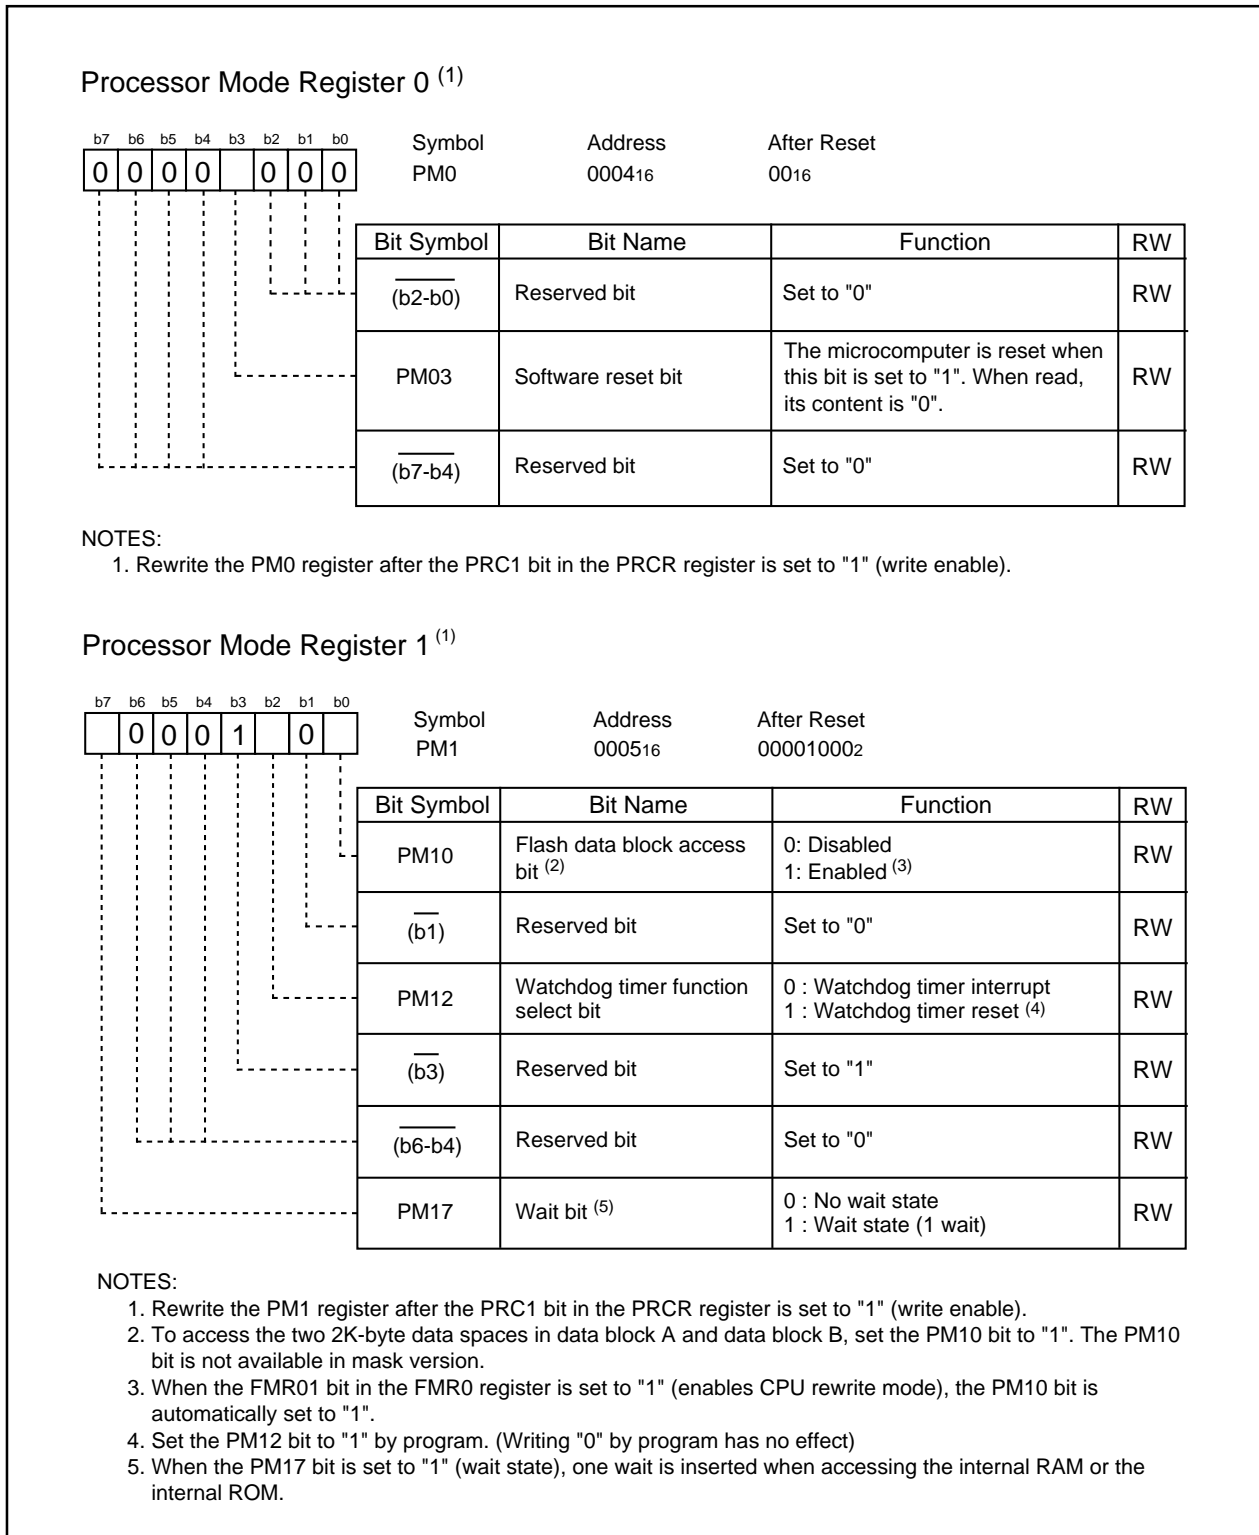 Processor Mode Register 0 (1)
b7 b6 b5 b4 b3 b2 b1 b0
0 0 0 0 0 0 0
Symbol Address After Reset
PM0 000416 0016
Bit Symbol Bit Name Function RW
(b2-b0) Reserved bit Set to "0" RW
PM03 Software reset bit The microcomputer is reset when
this bit is set to "1". When read,
its content is "0". RW
(b7-b4) Reserved bit Set to "0" RW
NOTES:
1. Rewrite the PM0 register after the PRC1 bit in the PRCR register is set to "1" (write enable).
Processor Mode Register 1 (1)
b7 b6 b5 b4 b3 b2 b1 b0
0 0 0 1 0
Symbol Address After Reset
PM1 000516 000010002
Bit Symbol Bit Name Function RW
PM10 Flash data block access
bit (2) 0: Disabled
1: Enabled (3) RW
(b1) Reserved bit Set to "0" RW
PM12 Watchdog timer function
select bit 0 : Watchdog timer interrupt
1 : Watchdog timer reset (4) RW
(b3) Reserved bit Set to "1" RW
(b6-b4) Reserved bit Set to "0" RW
PM17 Wait bit (5) 0 : No wait state
1 : Wait state (1 wait) RW
NOTES:
1. Rewrite the PM1 register after the PRC1 bit in the PRCR register is set to "1" (write enable).
2. To access the two 2K-byte data spaces in data block A and data block B, set the PM10 bit to "1". The PM10
bit is not available in mask version.
3. When the FMR01 bit in the FMR0 register is set to "1" (enables CPU rewrite mode), the PM10 bit is
automatically set to "1".
4. Set the PM12 bit to "1" by program. (Writing "0" by program has no effect)
5. When the PM17 bit is set to "1" (wait state), one wait is inserted when accessing the internal RAM or the
internal ROM.